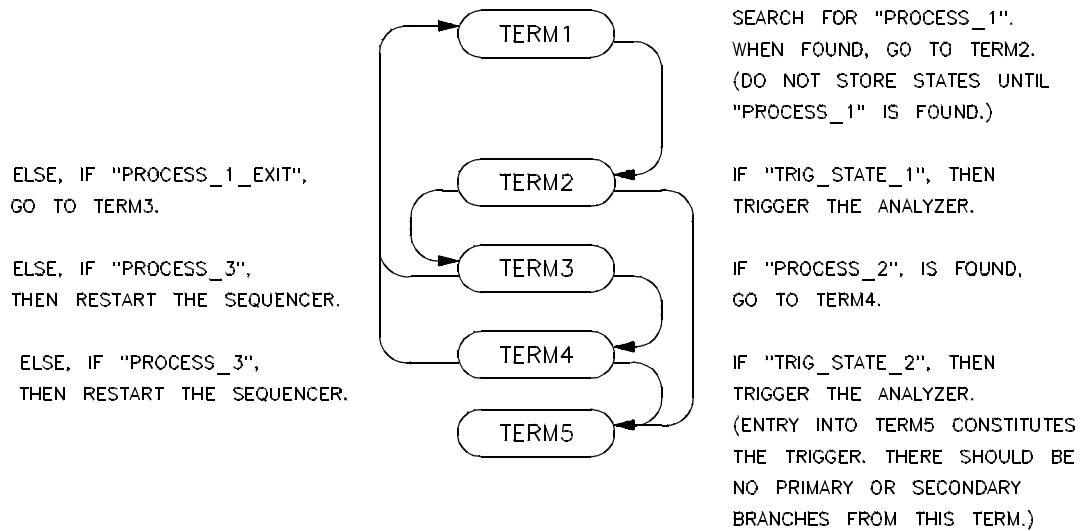 TERM1
SEARCH FOR "PROCESS_1".
WHEN FOUND, GO TO TERM2.
(DO NOT STORE STATES UNTIL
"PROCESS_1" IS FOUND.)
ELSE, IF "PROCESS_1_EXIT",
GO TO TERM3.
TERM2
IF "TRIG_STATE_1", THEN
TRIGGER THE ANALYZER.
ELSE, IF "PROCESS_3",
THEN RESTART THE SEQUENCER.
TERM3
IF "PROCESS_2", IS FOUND,
GO TO TERM4.
ELSE, IF "PROCESS_3",
THEN RESTART THE SEQUENCER.
TERM4
IF "TRIG_STATE_2", THEN
TRIGGER THE ANALYZER.
(ENTRY INTO TERM5 CONSTITUTES
THE TRIGGER. THERE SHOULD BE
NO PRIMARY OR SECONDARY
BRANCHES FROM THIS TERM.)
TERM5